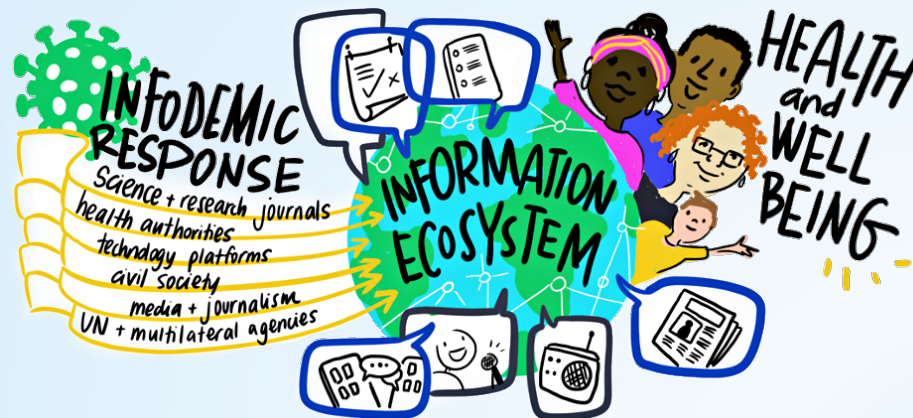 INFODEMIC
RESPONSE
Science + research journals
health authorities
technology platforms
civil society
media + journalism
UN + multilateral agencies
INFORMATION
ECOSYSTEM
HEALTH
and
WELL
BEING